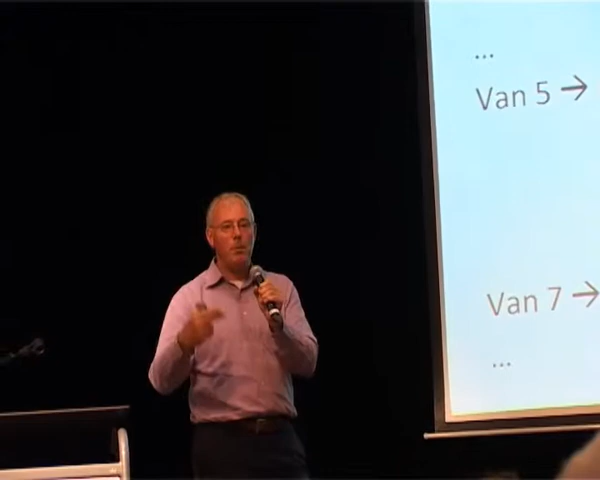 ...
Van 5 →
Van 7 →
...